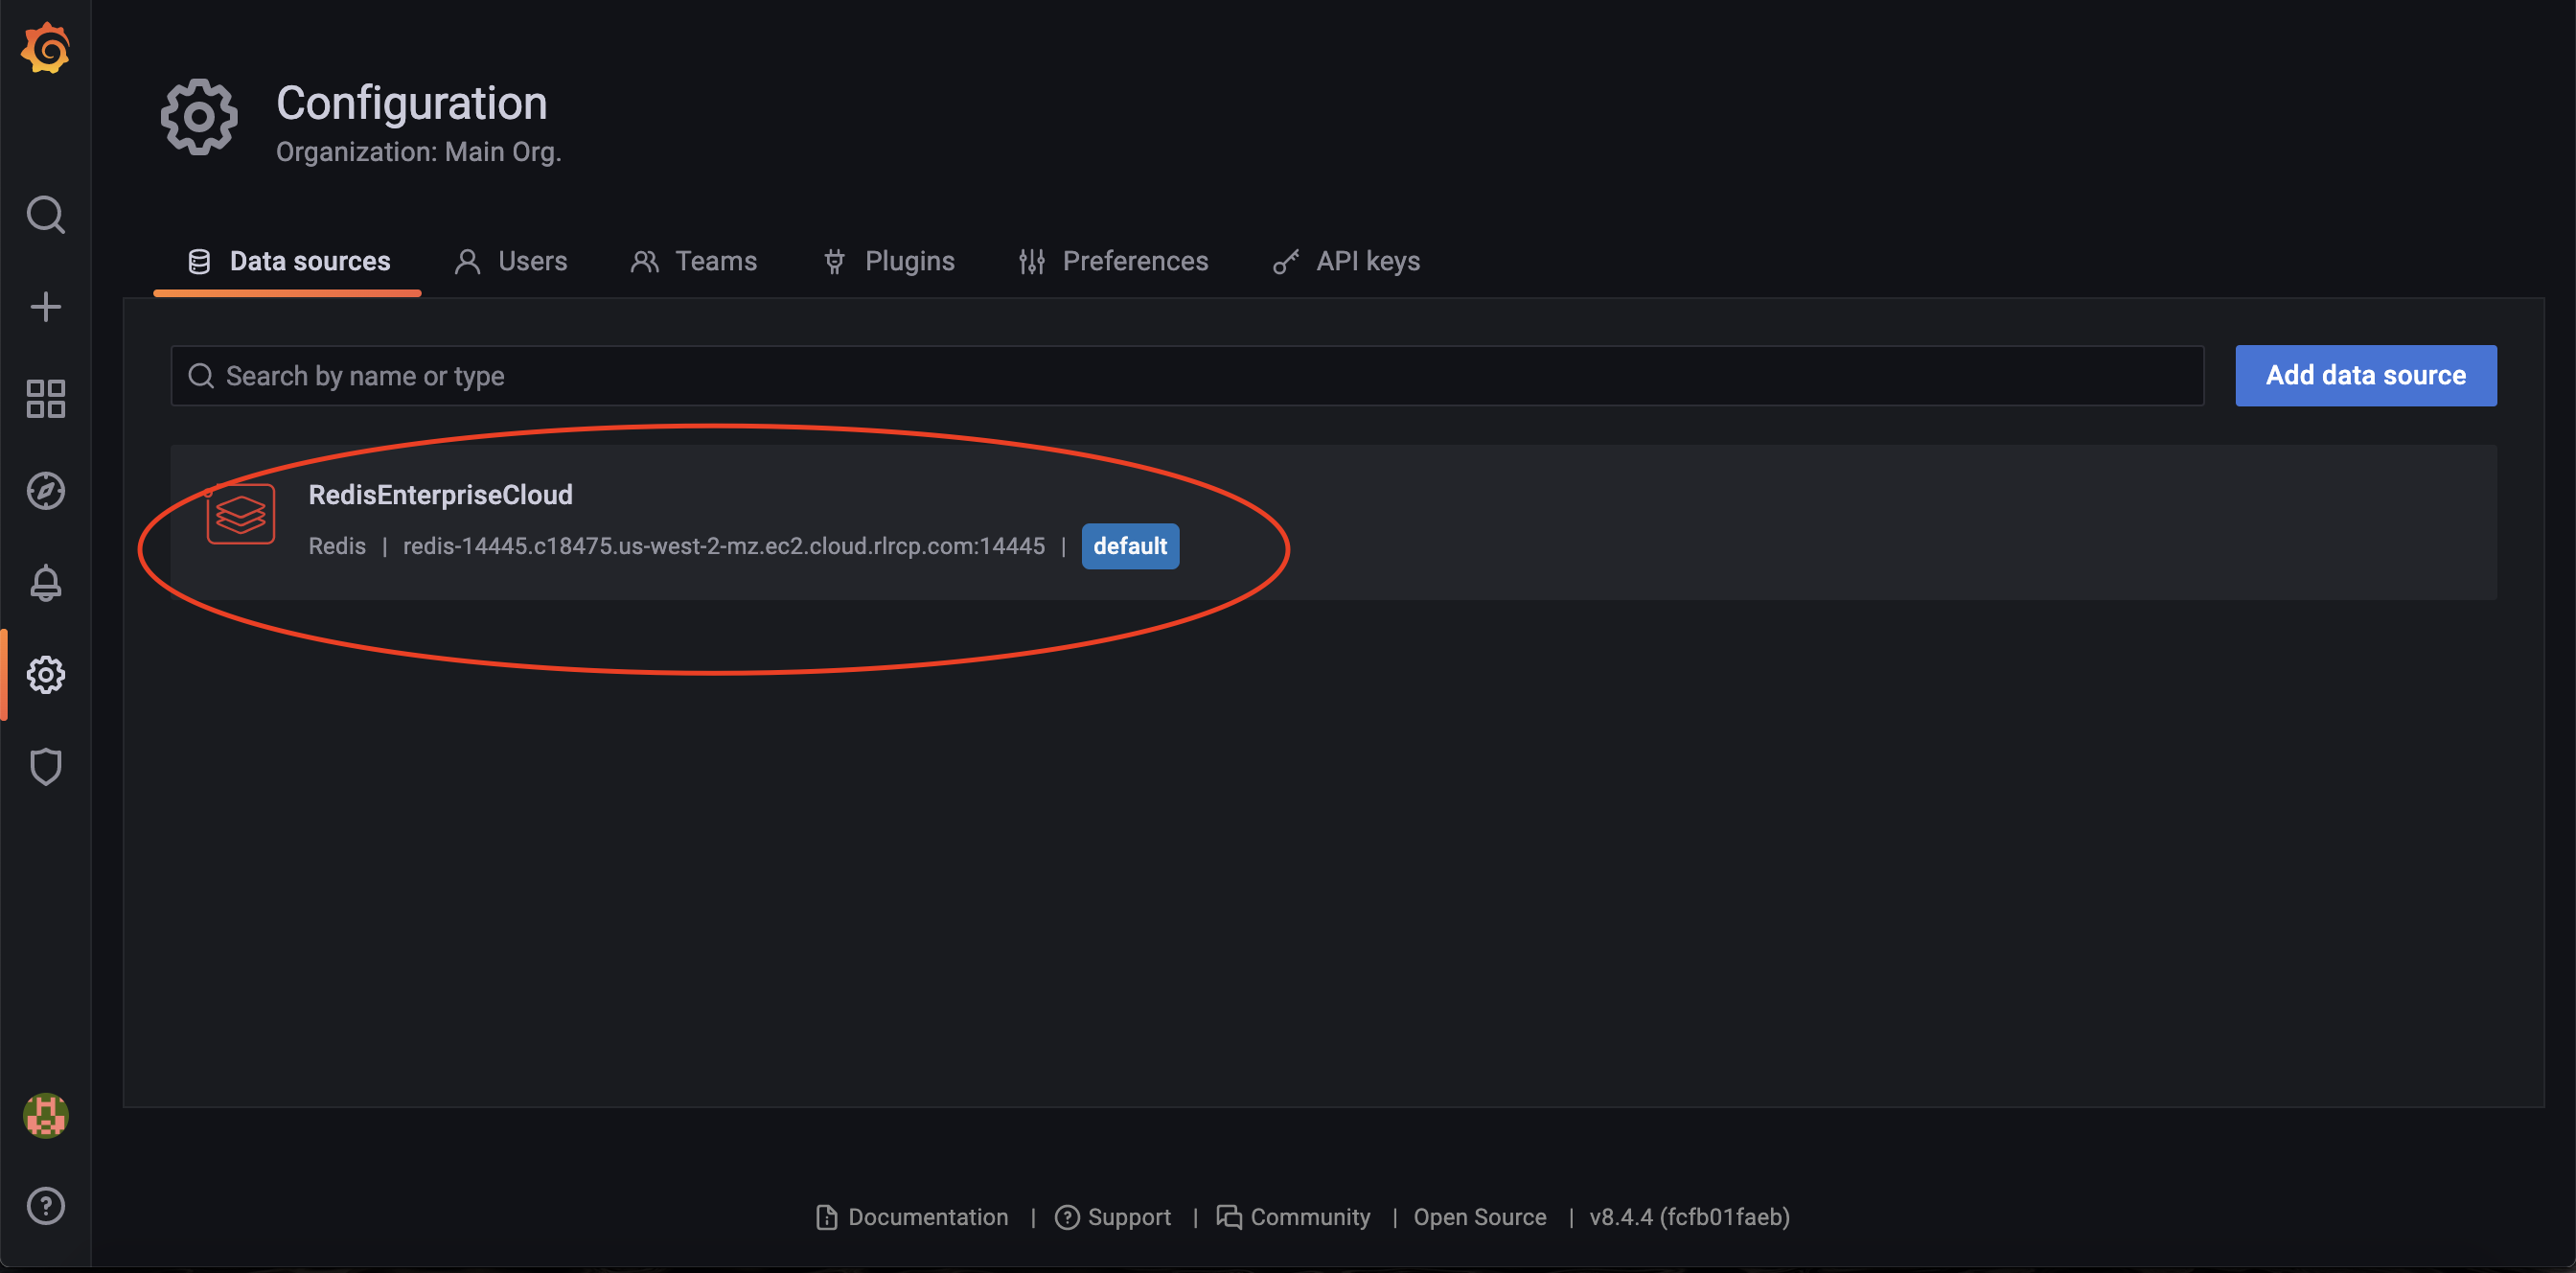 Configuration
Organization: Main Org.
Data sources Users Teams Plugins Preferences API keys
Search by name or type Add data source
RedisEnterpriseCloud
Redis | redis-14445.c18475.us-west-2-mz.ec2.cloud.rlrcp.com:14445 | default
Documentation | Support | Community | Open Source | v8.4.4 (fcfb01faeb)